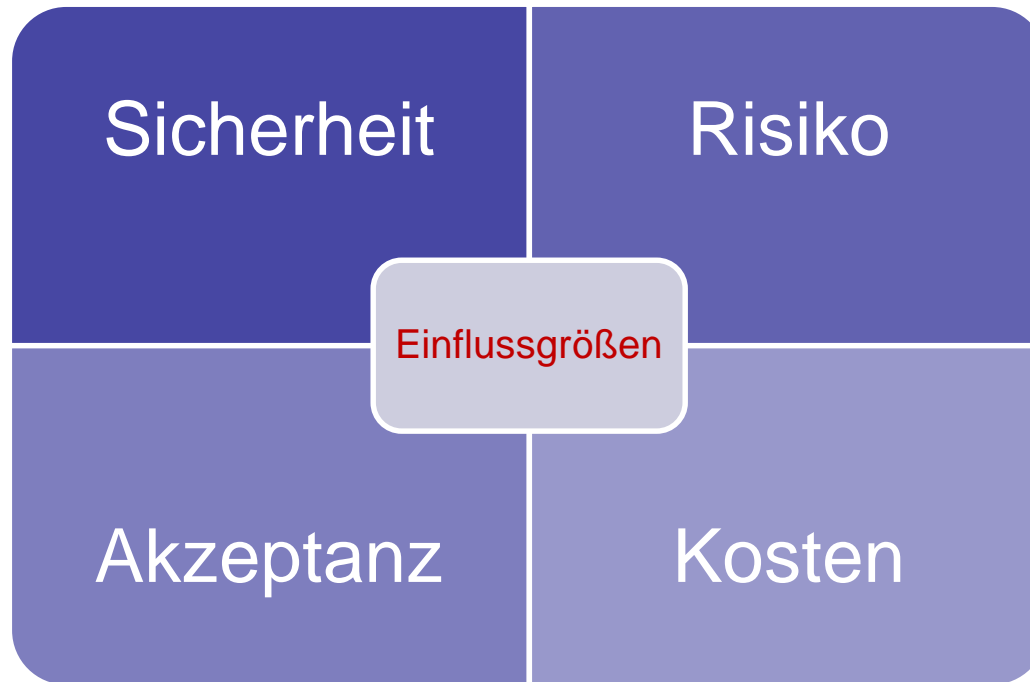 Sicherheit
Risiko
Einflussgrößen
Akzeptanz
Kosten